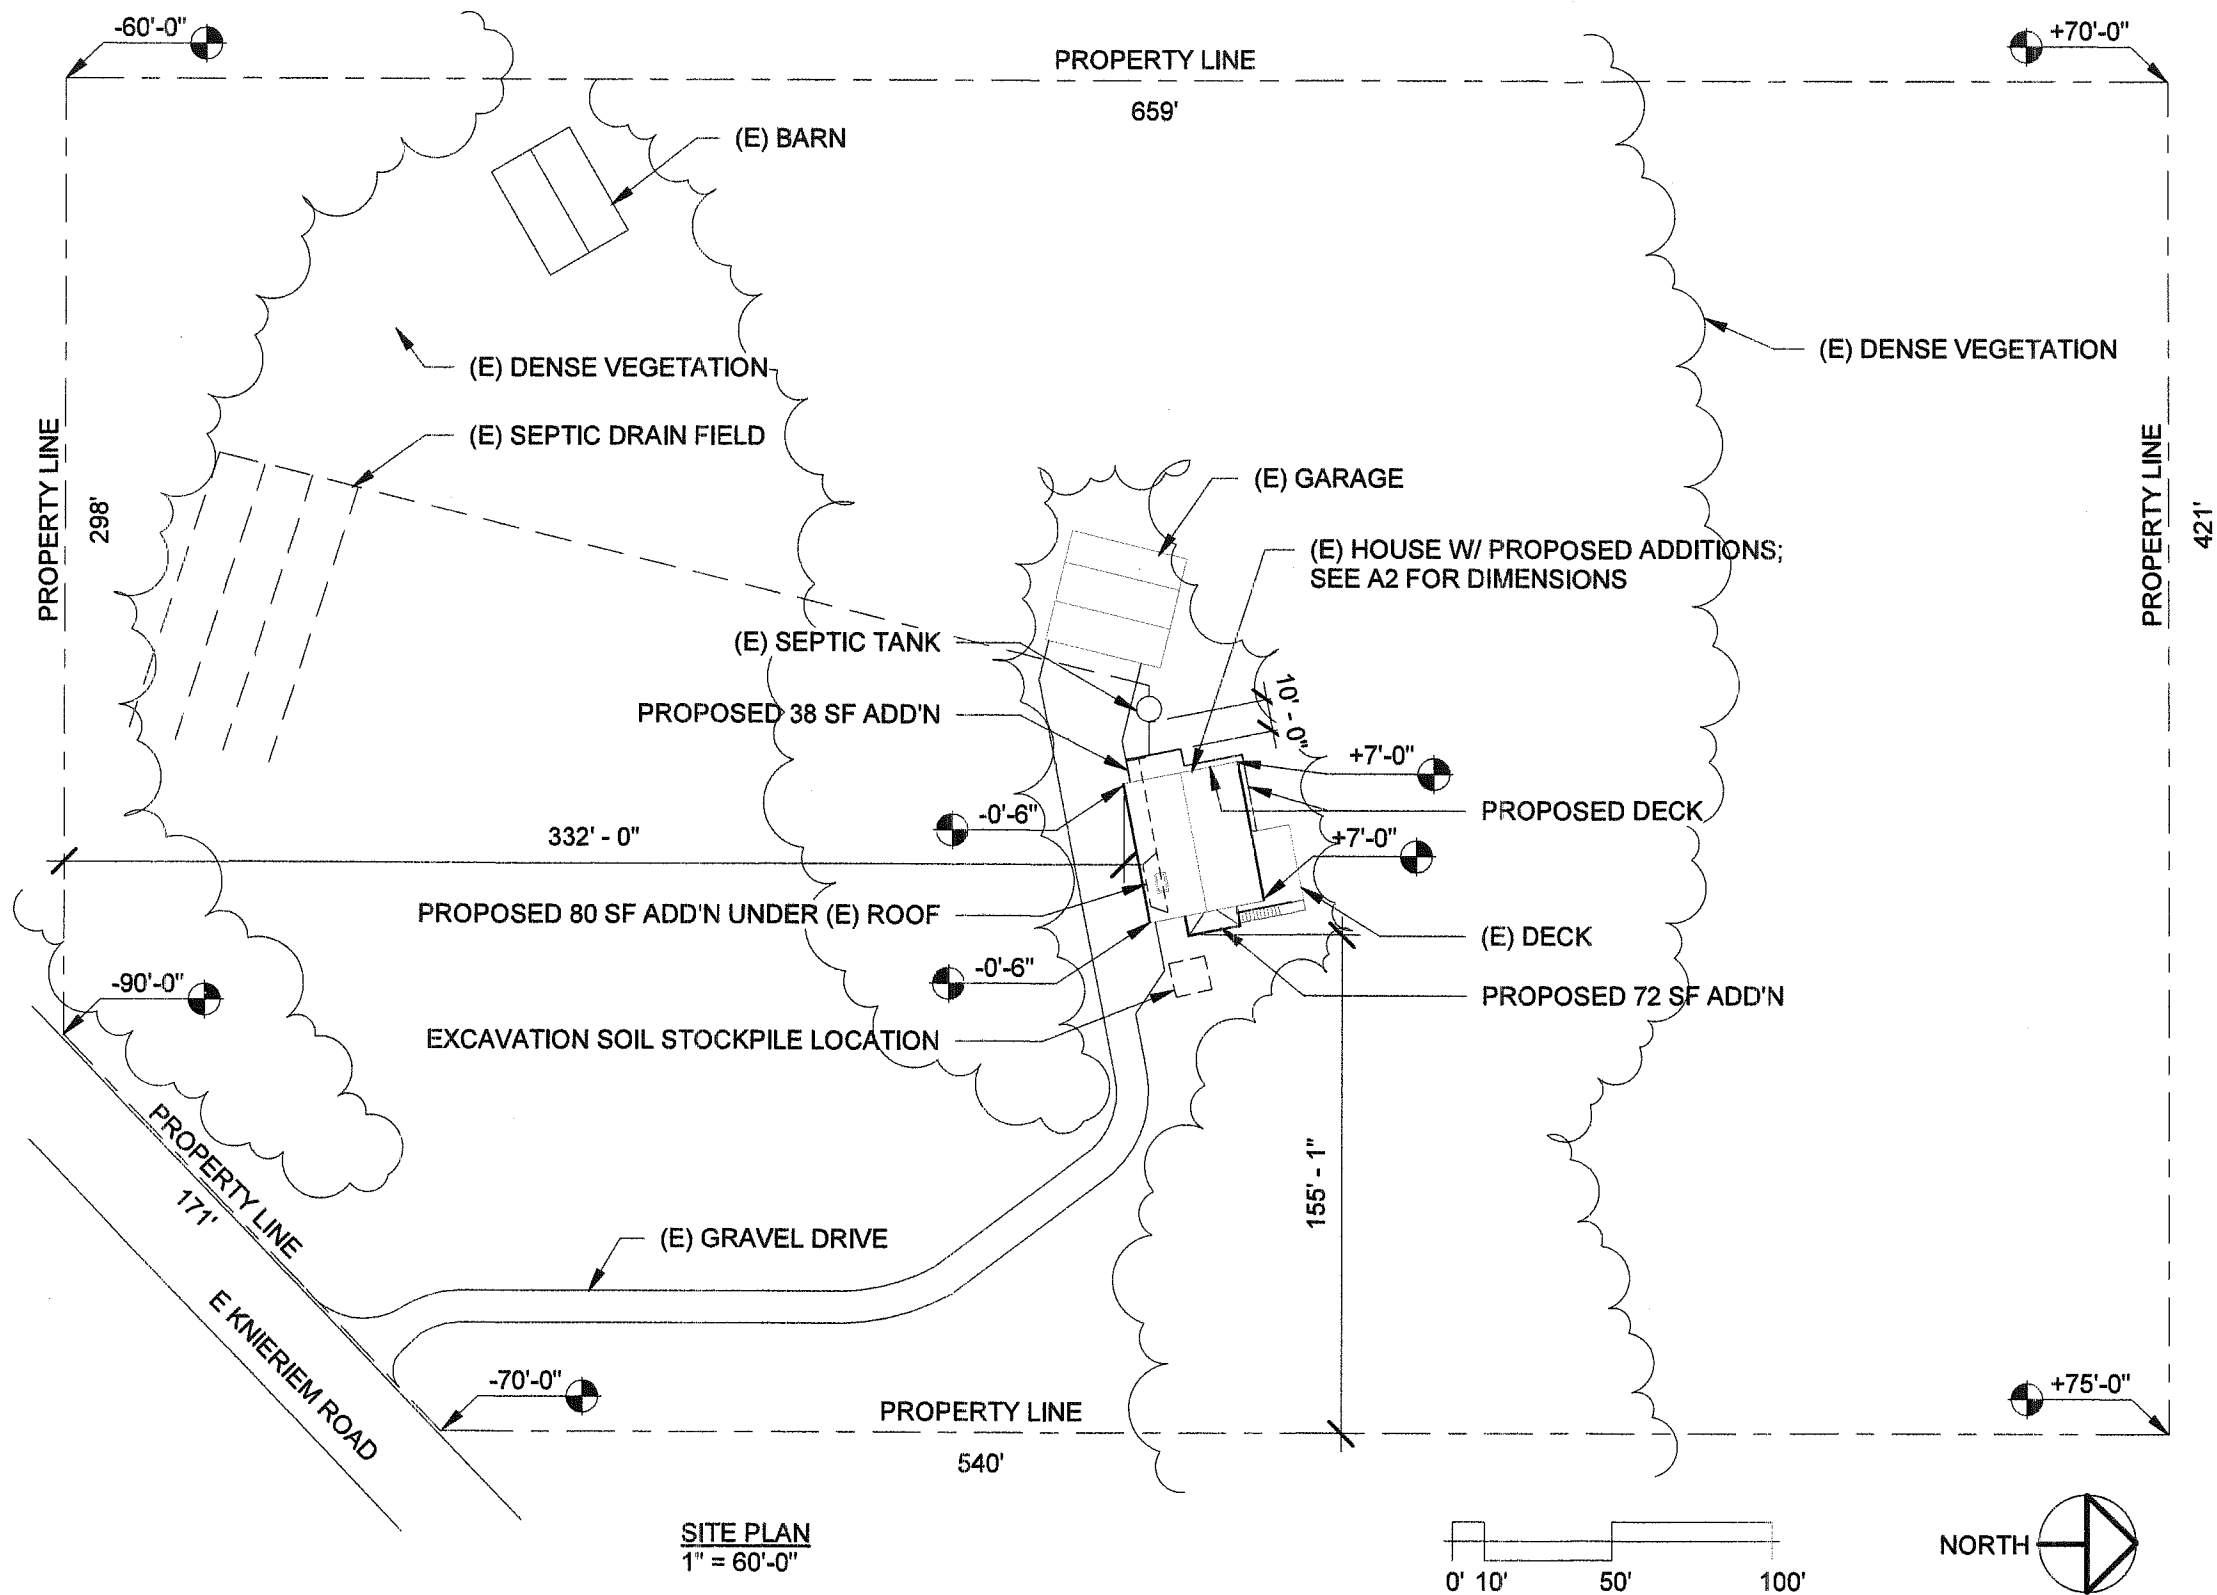 -60'-0"
PROPERTY LINE
+70'-0"
659'
(E) BARN
(E) DENSE VEGETATION
(E) DENSE VEGETATION
(E) SEPTIC DRAIN FIELD
PROPERTY LINE
298'
(E) GARAGE
PROPERTY LINE
421'
(E) HOUSE W/ PROPOSED ADDITIONS;
SEE A2 FOR DIMENSIONS
(E) SEPTIC TANK
10' - 0"
PROPOSED 38 SF ADD'N
+7'-0"
-0'-6"
PROPOSED DECK
332' - 0"
+7'-0"
PROPOSED 80 SF ADD'N UNDER (E) ROOF
(E) DECK
-0'-6"
-90'-0"
PROPOSED 72 SF ADD'N
EXCAVATION SOIL STOCKPILE LOCATION
PROPERTY LINE
171'
155' - 1"
(E) GRAVEL DRIVE
E KNIERIEM ROAD
-70'-0"
+75'-0"
PROPERTY LINE
540'
SITE PLAN
1" = 60'-0"
0' 10' 50' 100'
NORTH